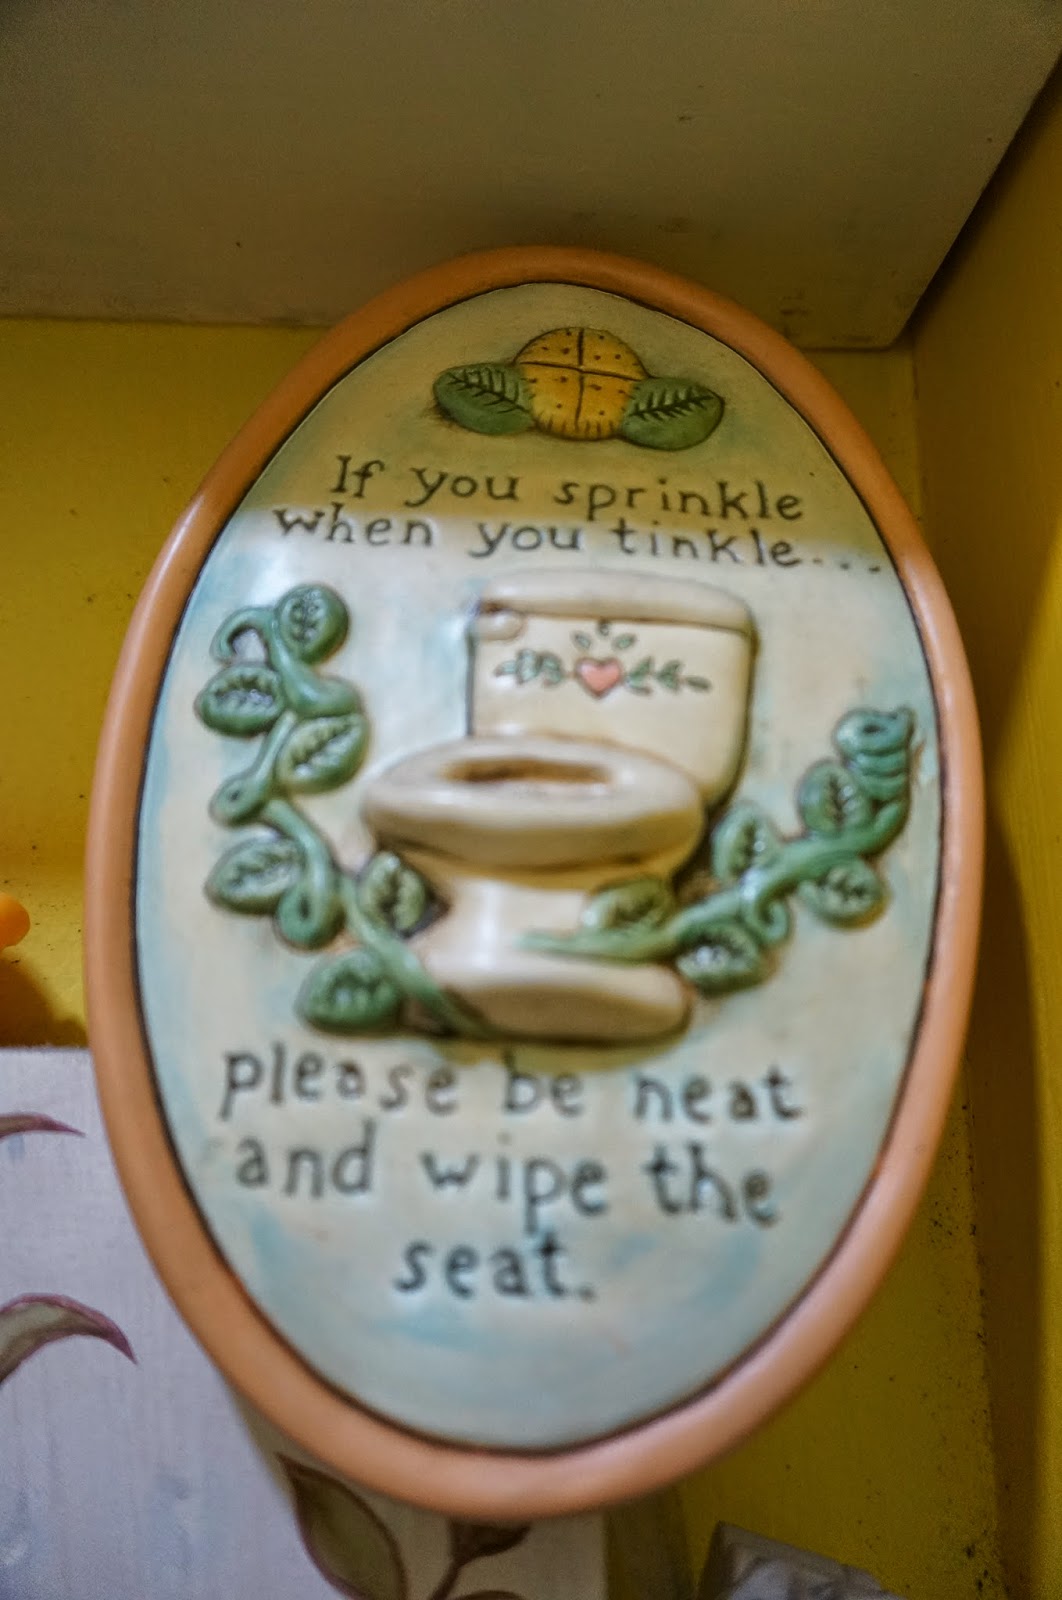 If you sprinkle
when you tinkle....
please be neat
and wipe the
seat.